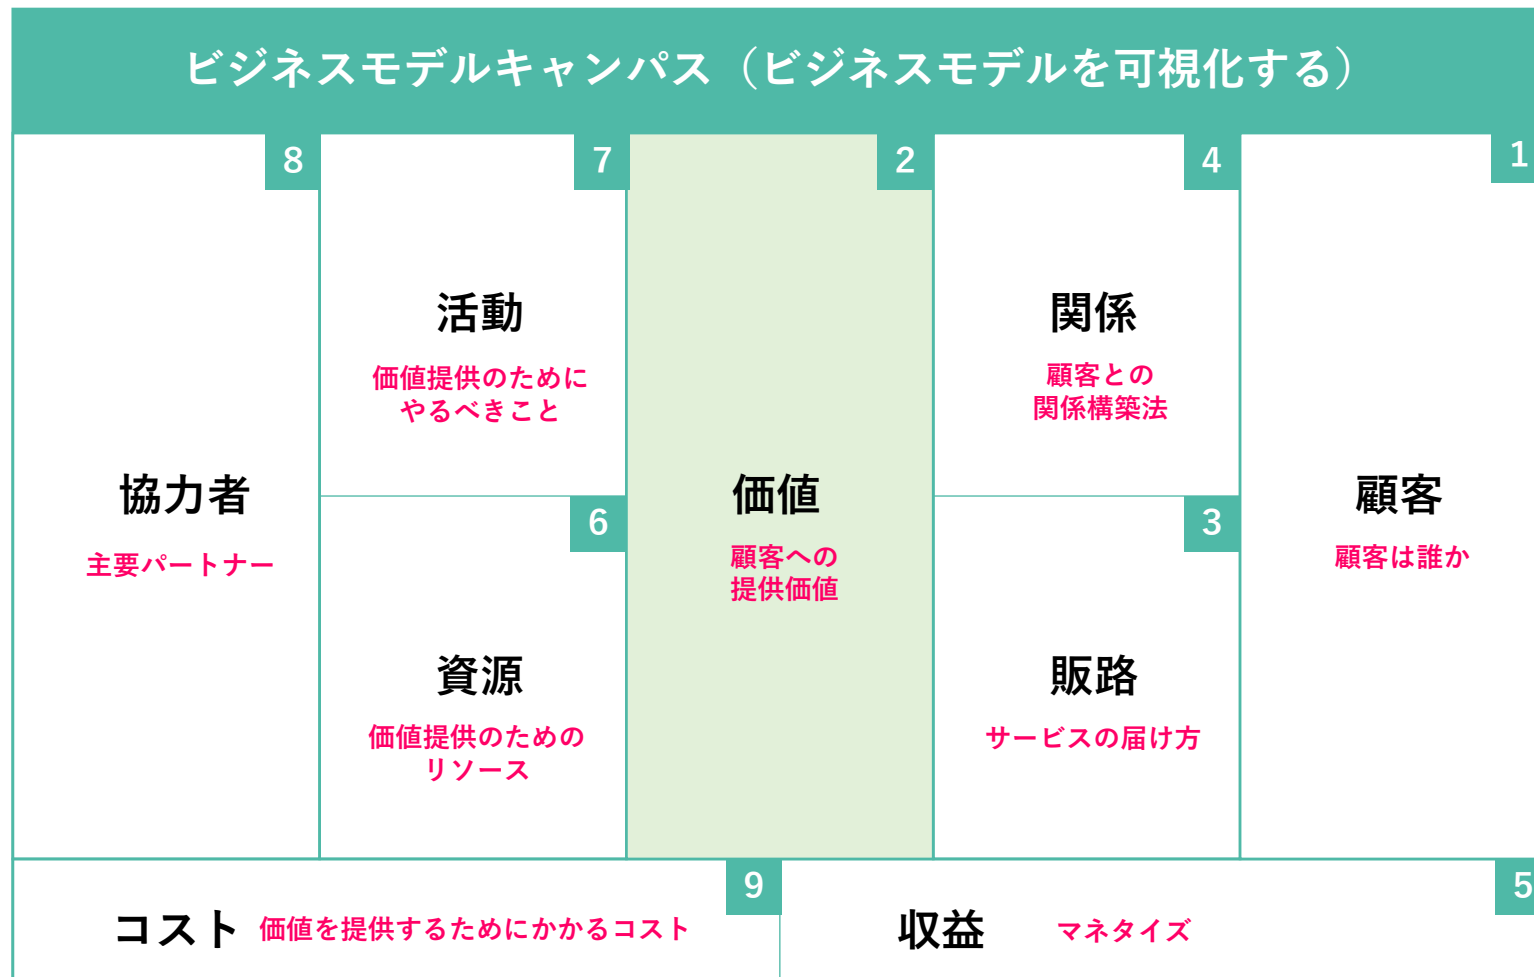 ビジネスモデルキャンパス（ビジネスモデルを可視化する）
8
協力者
主要パートナー
7
活動
価値提供のために
やるべきこと
6
資源
価値提供のための
リソース
2
価値
顧客への
提供価値
4
関係
顧客との
関係構築法
3
販路
サービスの届け方
1
顧客
顧客は誰か
9
コスト 価値を提供するためにかかるコスト
5
収益 マネタイズ